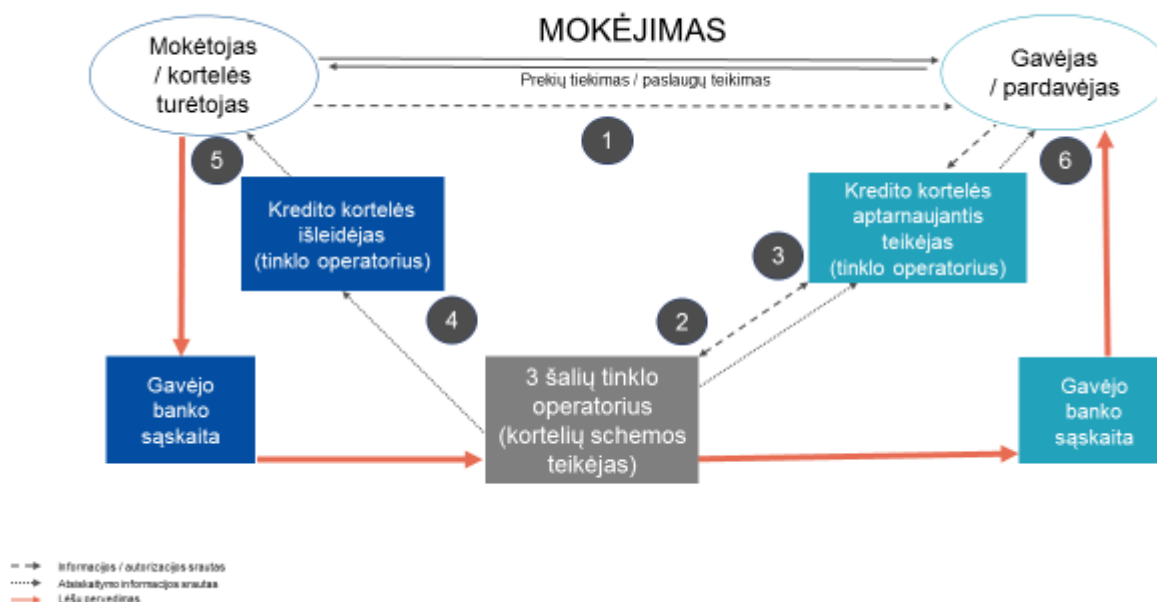 MOKĖJIMAS
Mokėtojas
/ kortelės
turėtojas
Prekių tiekimas / paslaugų teikimas
Gavėjas
/ pardavėjas
1
5
6
Kredito kortelės
išleidėjas
(tinklo operatorius)
Kredito kortelės
aptarnaujantis
teikėjas
(tinklo operatorius)
3
4
2
Gavėjo
banko
sąskaita
3 šalių tinklo
operatorius
(kortelių schemos
teikėjas)
Gavėjo
banko
sąskaita
Informacijos / autorizacijos srautas
Atsiskaitymo informacijos srautas
Lėšų pervedimas